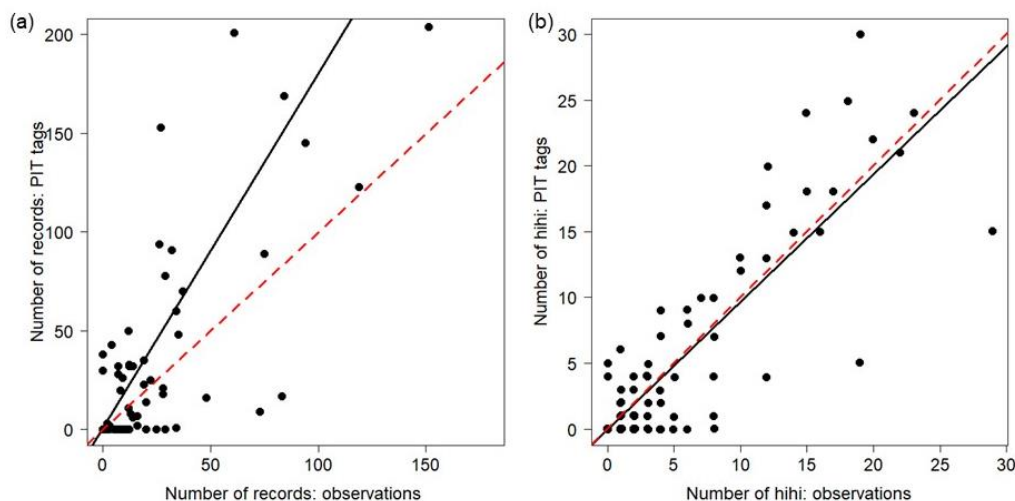 (a)
Number of records: PIT tags
200
150
100
50
0
0 50 100 150
Number of records: observations
(b)
Number of hihi: PIT tags
30
25
20
15
10
5
0
0 5 10 15 20 25 30
Number of hihi: observations